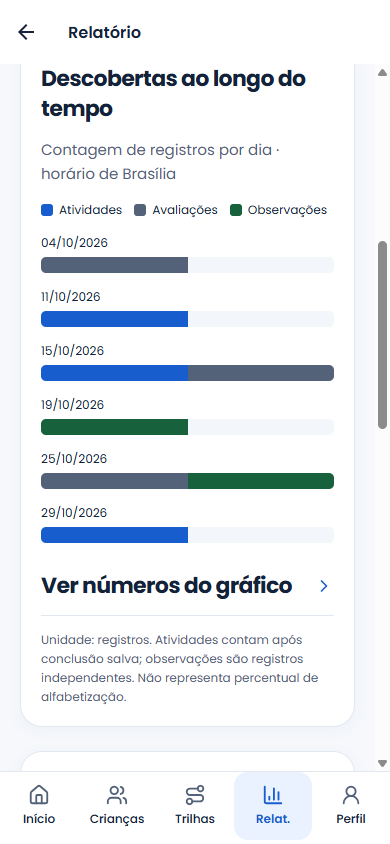 Relatório
Descobertas ao longo do
tempo
Contagem de registros por dia ·
horário de Brasília
Atividades Avaliações Observações
04/10/2026
11/10/2026
15/10/2026
19/10/2026
25/10/2026
29/10/2026
Ver números do gráfico
Unidade: registros. Atividades contam após
conclusão salva; observações são registros
independentes. Não representa percentual de
alfabetização.
Início Crianças Trilhas Relat. Perfil